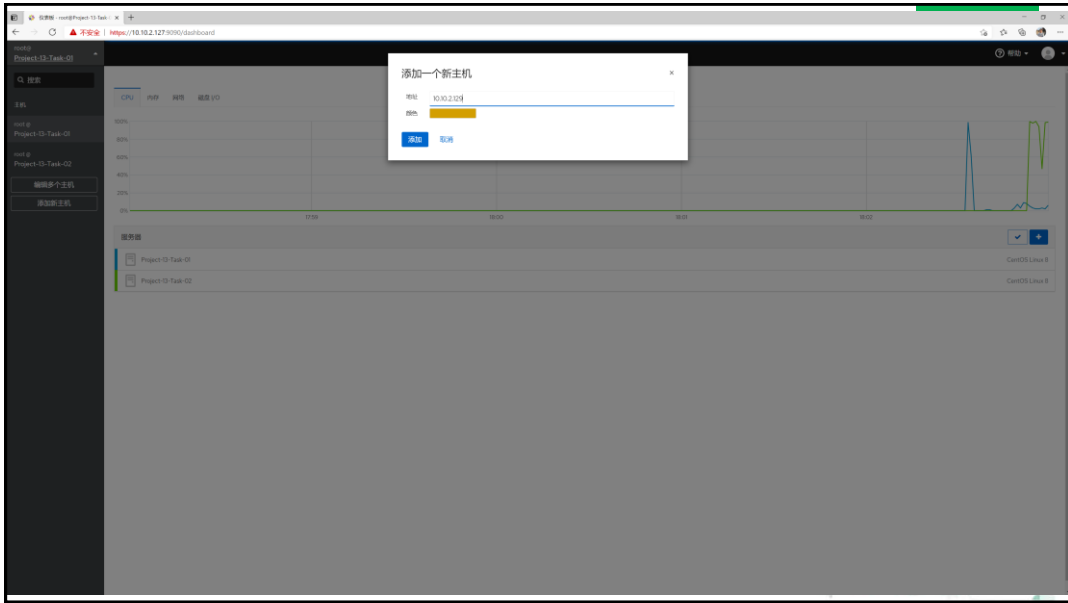 仪表板 - root@Project-13-Task-
不安全 | https://10.10.2.127:9090/dashboard
root@
Project-13-Task-01
帮助
搜索
主机
root @
Project-13-Task-01
root @
Project-13-Task-02
编辑多个主机
添加新主机
添加一个新主机
×
地址
10.10.2.129
颜色
添加 取消
CPU 内存 网络 磁盘 I/O
100%
80%
60%
40%
20%
0%
17:59 18:00 18:01 18:02
服务器
Project-13-Task-01 CentOS Linux 8
Project-13-Task-02 CentOS Linux 8